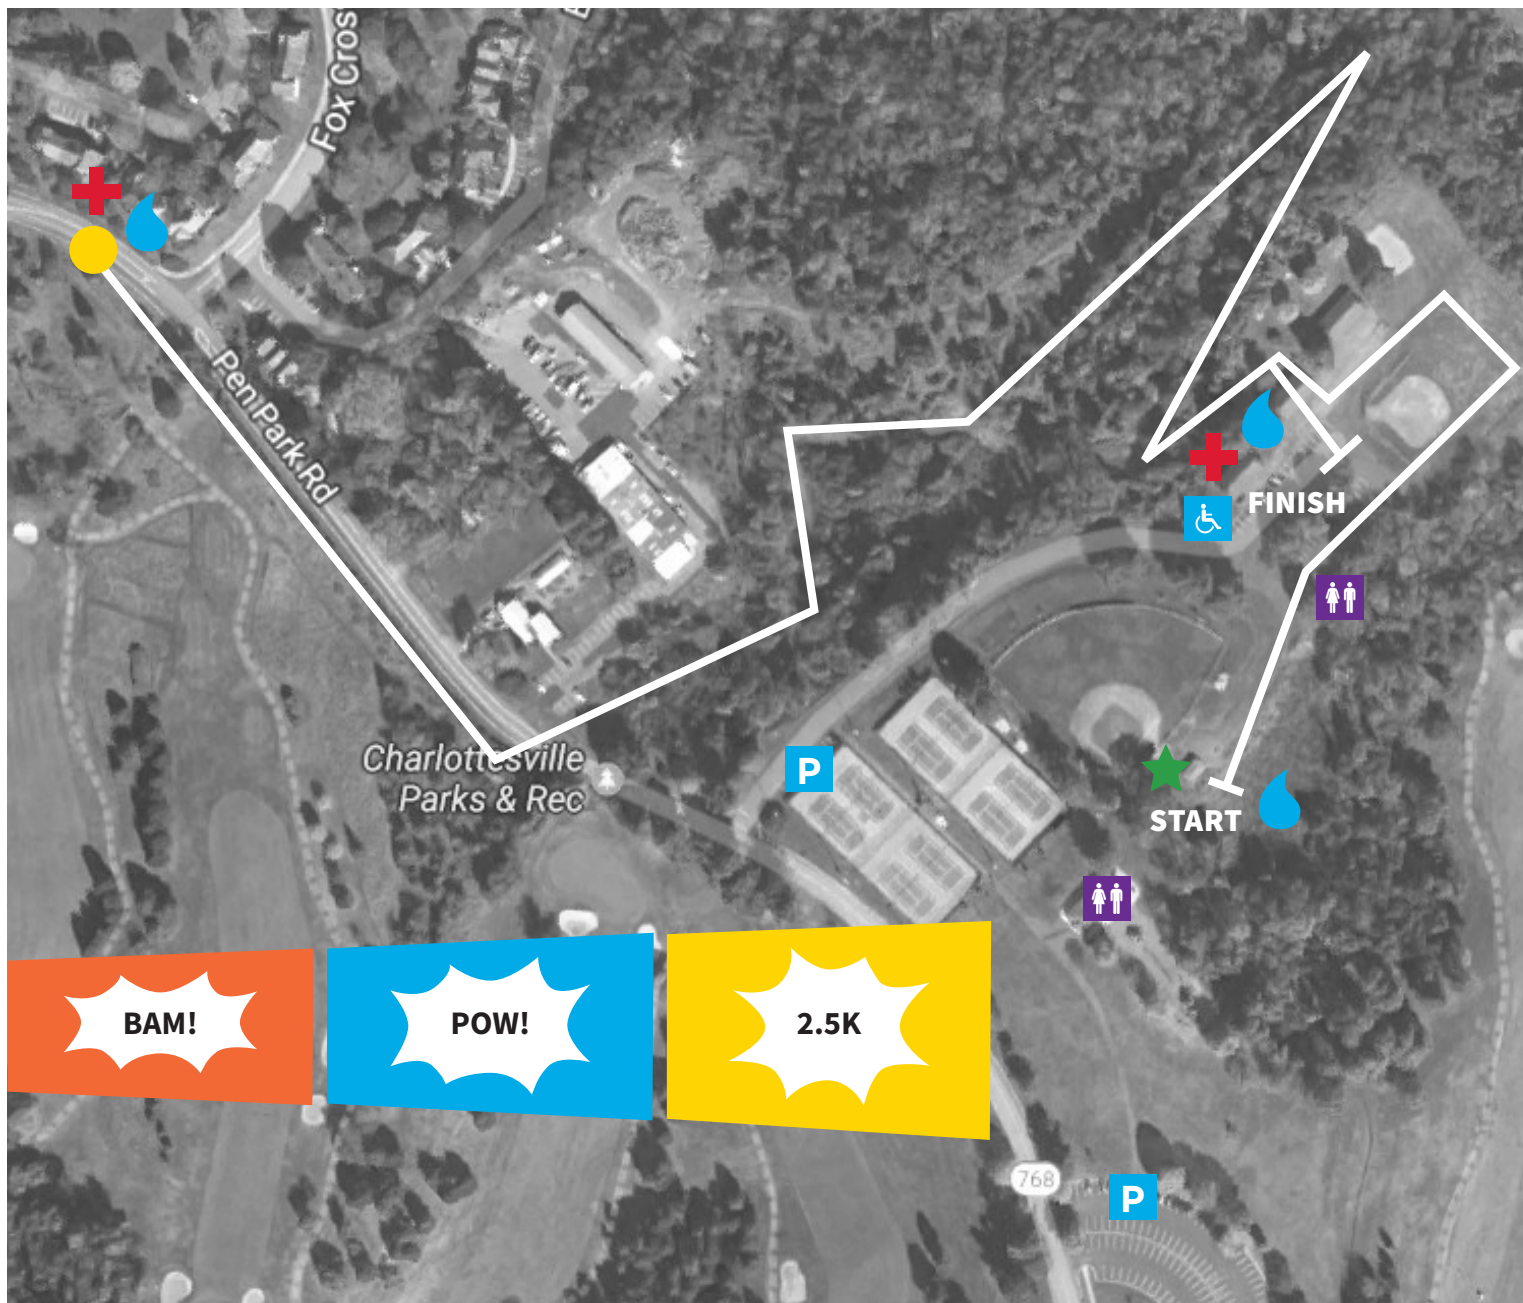 Fox Cros
Pen Park Rd
FINISH
Charlottesville
Parks & Rec
P
START
BAM!
POW!
2.5K
768
P